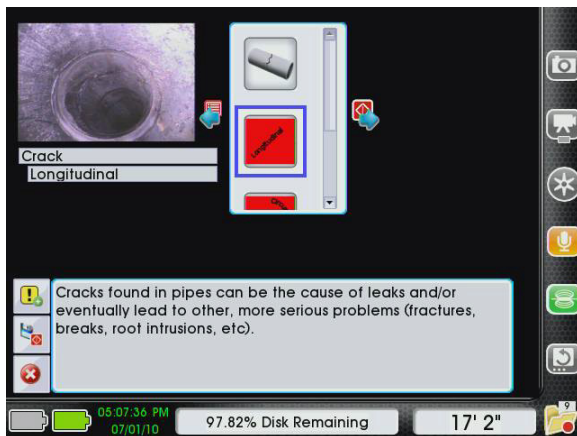 Crack
Longitudinal
Longitudinal
Cracks found in pipes can be the cause of leaks and/or
eventually lead to other, more serious problems (fractures,
breaks, root intrusions, etc).
05:07:36 PM
07/01/10
97.82% Disk Remaining
17' 2"
9